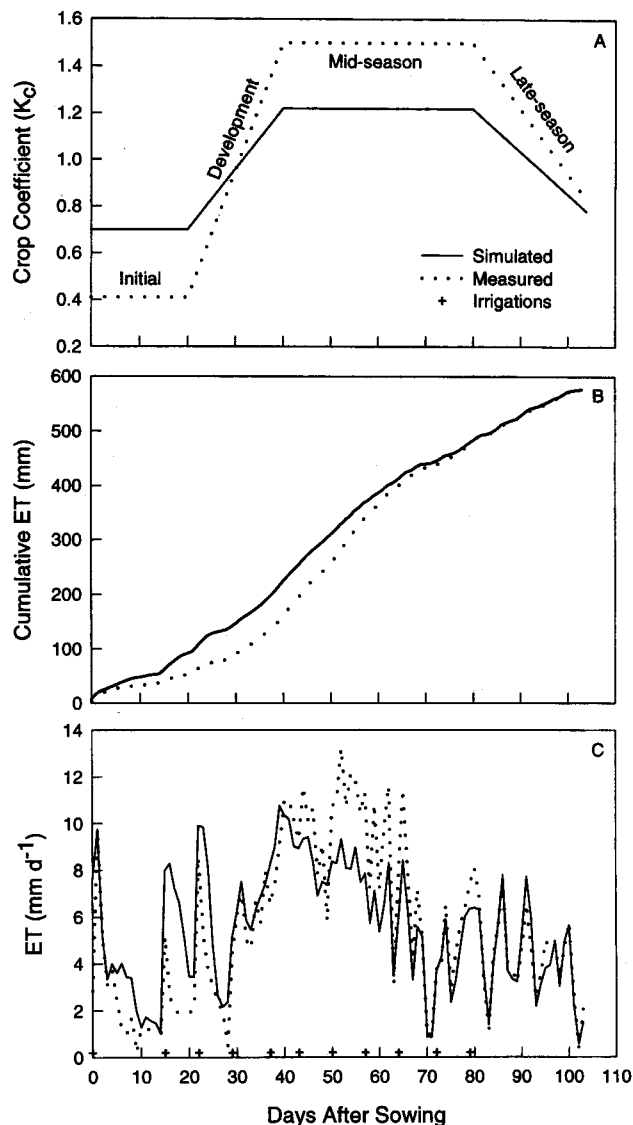 A
1.6
1.4
1.2
1.0
0.8
0.6
0.4
0.2
Crop Coefficient (Kc)
Initial
Development
Mid-season
Late-season
Simulated
Measured
Irrigations
B
600
500
400
300
200
100
0
Cumulative ET (mm)
C
14
12
10
8
6
4
2
0
ET (mm d-1)
0 10 20 30 40 50 60 70 80 90 100 110
Days After Sowing